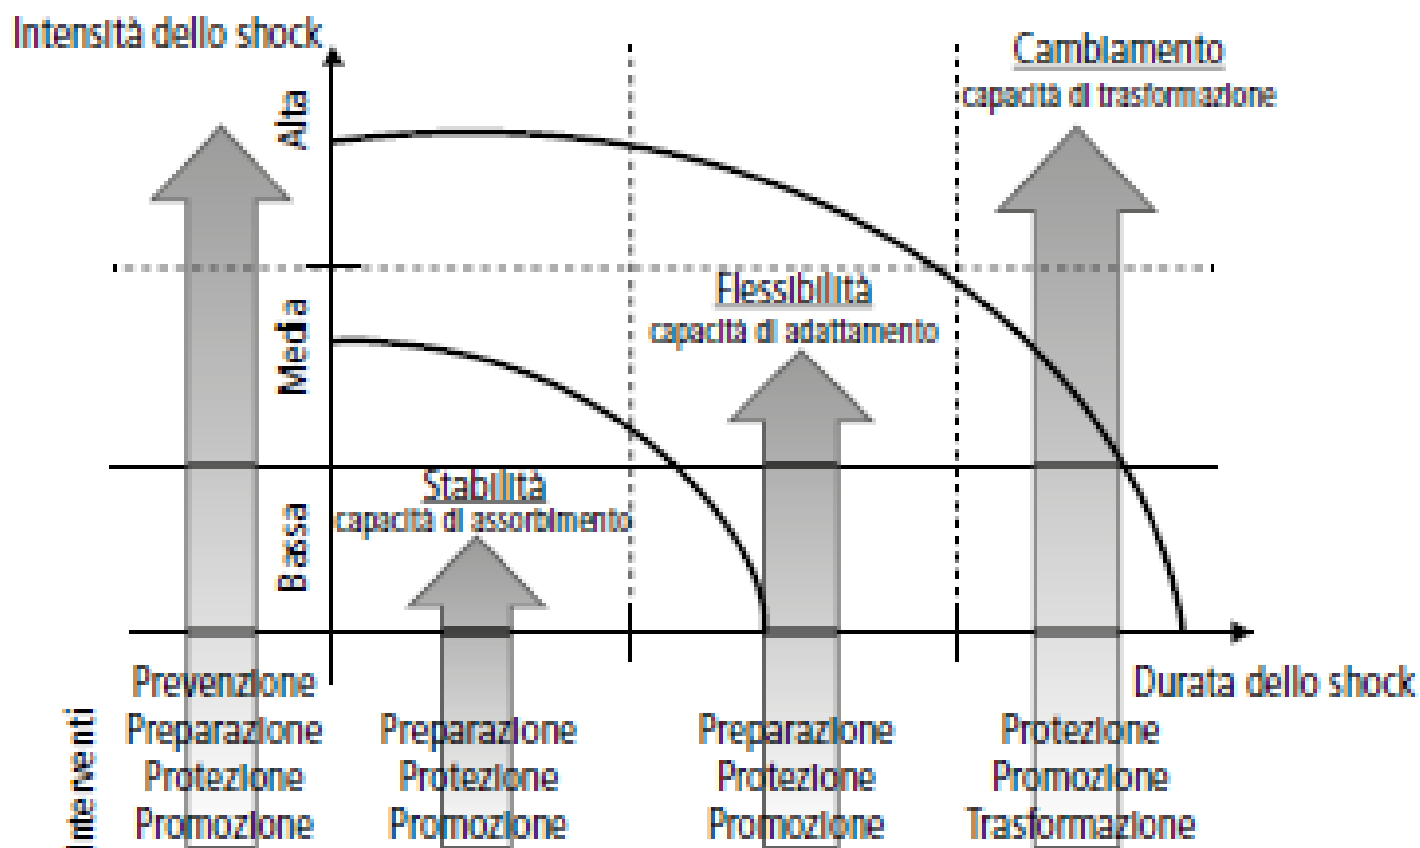 Intensità dello shock
Cambiamento
capacità di trasformazione
Alta
Flessibilità
capacità di adattamento
Media
Stabilità
capacità di assorbimento
Bassa
Durata dello shock
Interventi
Prevenzione
Preparazione
Protezione
Promozione
Preparazione
Protezione
Promozione
Preparazione
Protezione
Promozione
Protezione
Promozione
Trasformazione